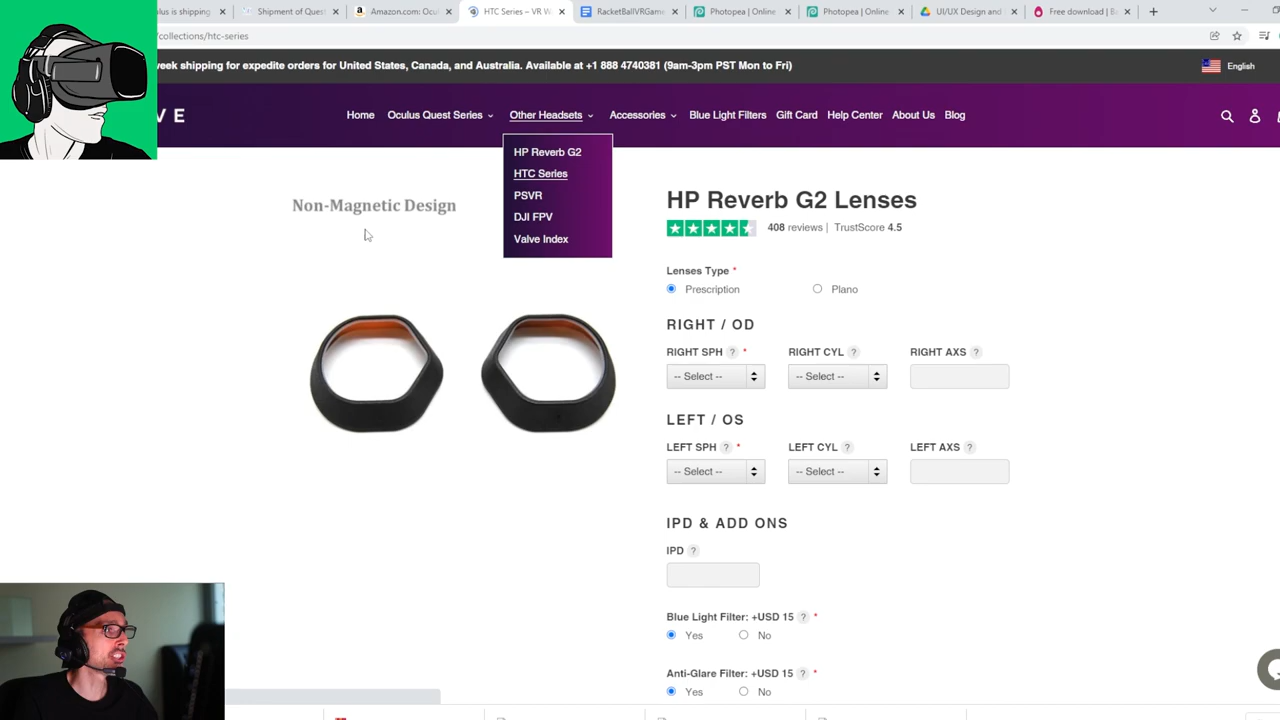 ulus is shipping
Shipment of Quest
Amazon.com: Ocul
HTC Series – VR W
RacketBallVRGame
Photopea | Online
Photopea | Online
UI/UX Design and
Free download | B
/collections/htc-series
week shipping for expedite orders for United States, Canada, and Australia. Available at +1 888 4740381 (9am-3pm PST Mon to Fri)
English
V E
Home
Oculus Quest Series
Other Headsets
Accessories
Blue Light Filters
Gift Card
Help Center
About Us
Blog
HP Reverb G2
HTC Series
PSVR
DJI FPV
Valve Index
Non-Magnetic Design
HP Reverb G2 Lenses
408 reviews | TrustScore 4.5
Lenses Type *
Prescription
Plano
RIGHT / OD
RIGHT SPH ? *
RIGHT CYL ?
RIGHT AXS ?
-- Select --
-- Select --
LEFT / OS
LEFT SPH ? *
LEFT CYL ?
LEFT AXS ?
-- Select --
-- Select --
IPD & ADD ONS
IPD ?
Blue Light Filter: +USD 15 ? *
Yes
No
Anti-Glare Filter: +USD 15 ? *
Yes
No